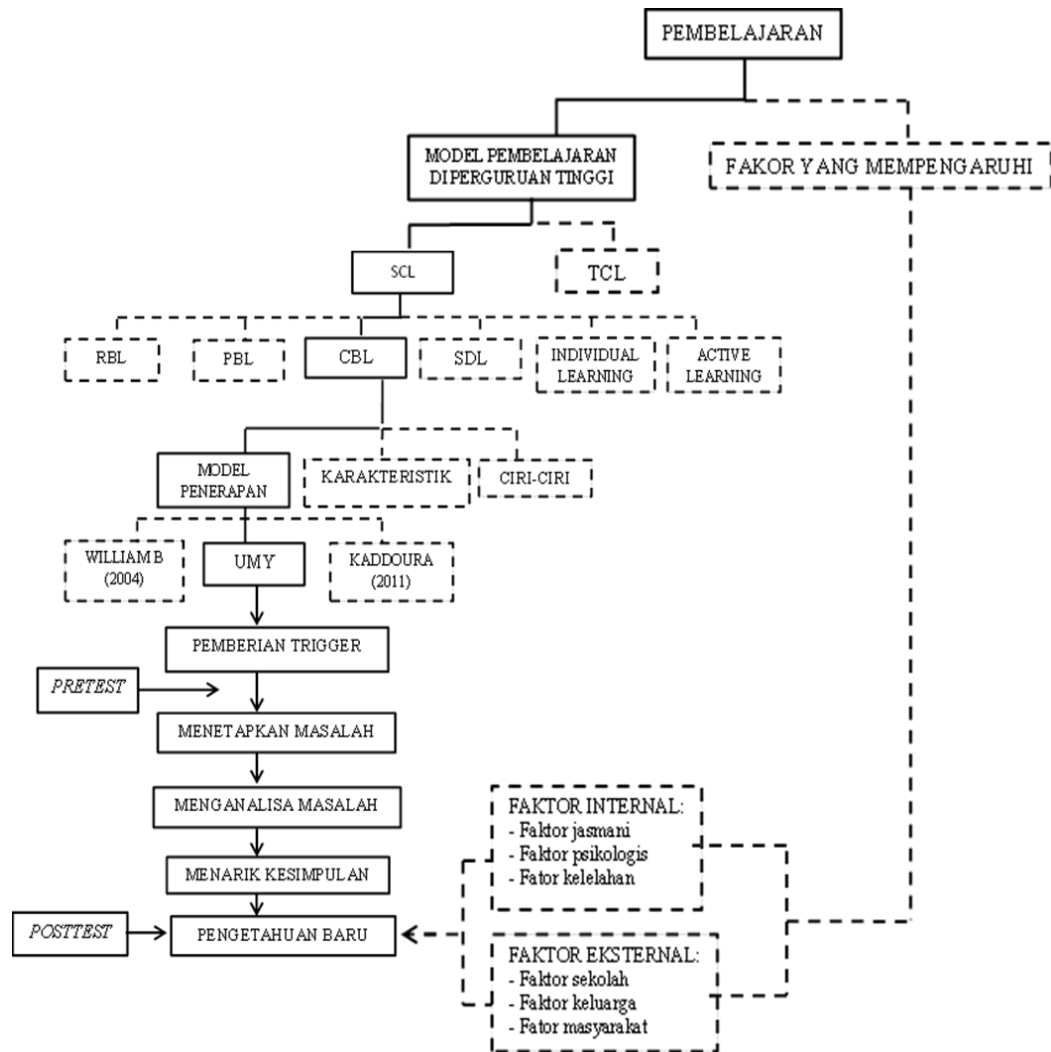 PEMBELAJARAN
MODEL PEMBELAJARAN
DIPERGURUAN TINGGI
FAKOR YANG MEMPENGARUHI
SCL
TCL
RBL
PBL
CBL
SDL
INDIVIDUAL
LEARNING
ACTIVE
LEARNING
MODEL
PENERAPAN
KARAKTERISTIK
CIRI-CIRI
WILLIAM B
(2004)
UMY
KADDOURA
(2011)
PEMBERIAN TRIGGER
PRETEST
MENETAPKAN MASALAH
MENGANALISA MASALAH
MENARIK KESIMPULAN
POSTTEST
PENGETAHUAN BARU
FAKTOR INTERNAL:
- Faktor jasmani
- Faktor psikologis
- Fator kelelahan
FAKTOR EKSTERNAL:
- Faktor sekolah
- Faktor keluarga
- Fator masyarakat